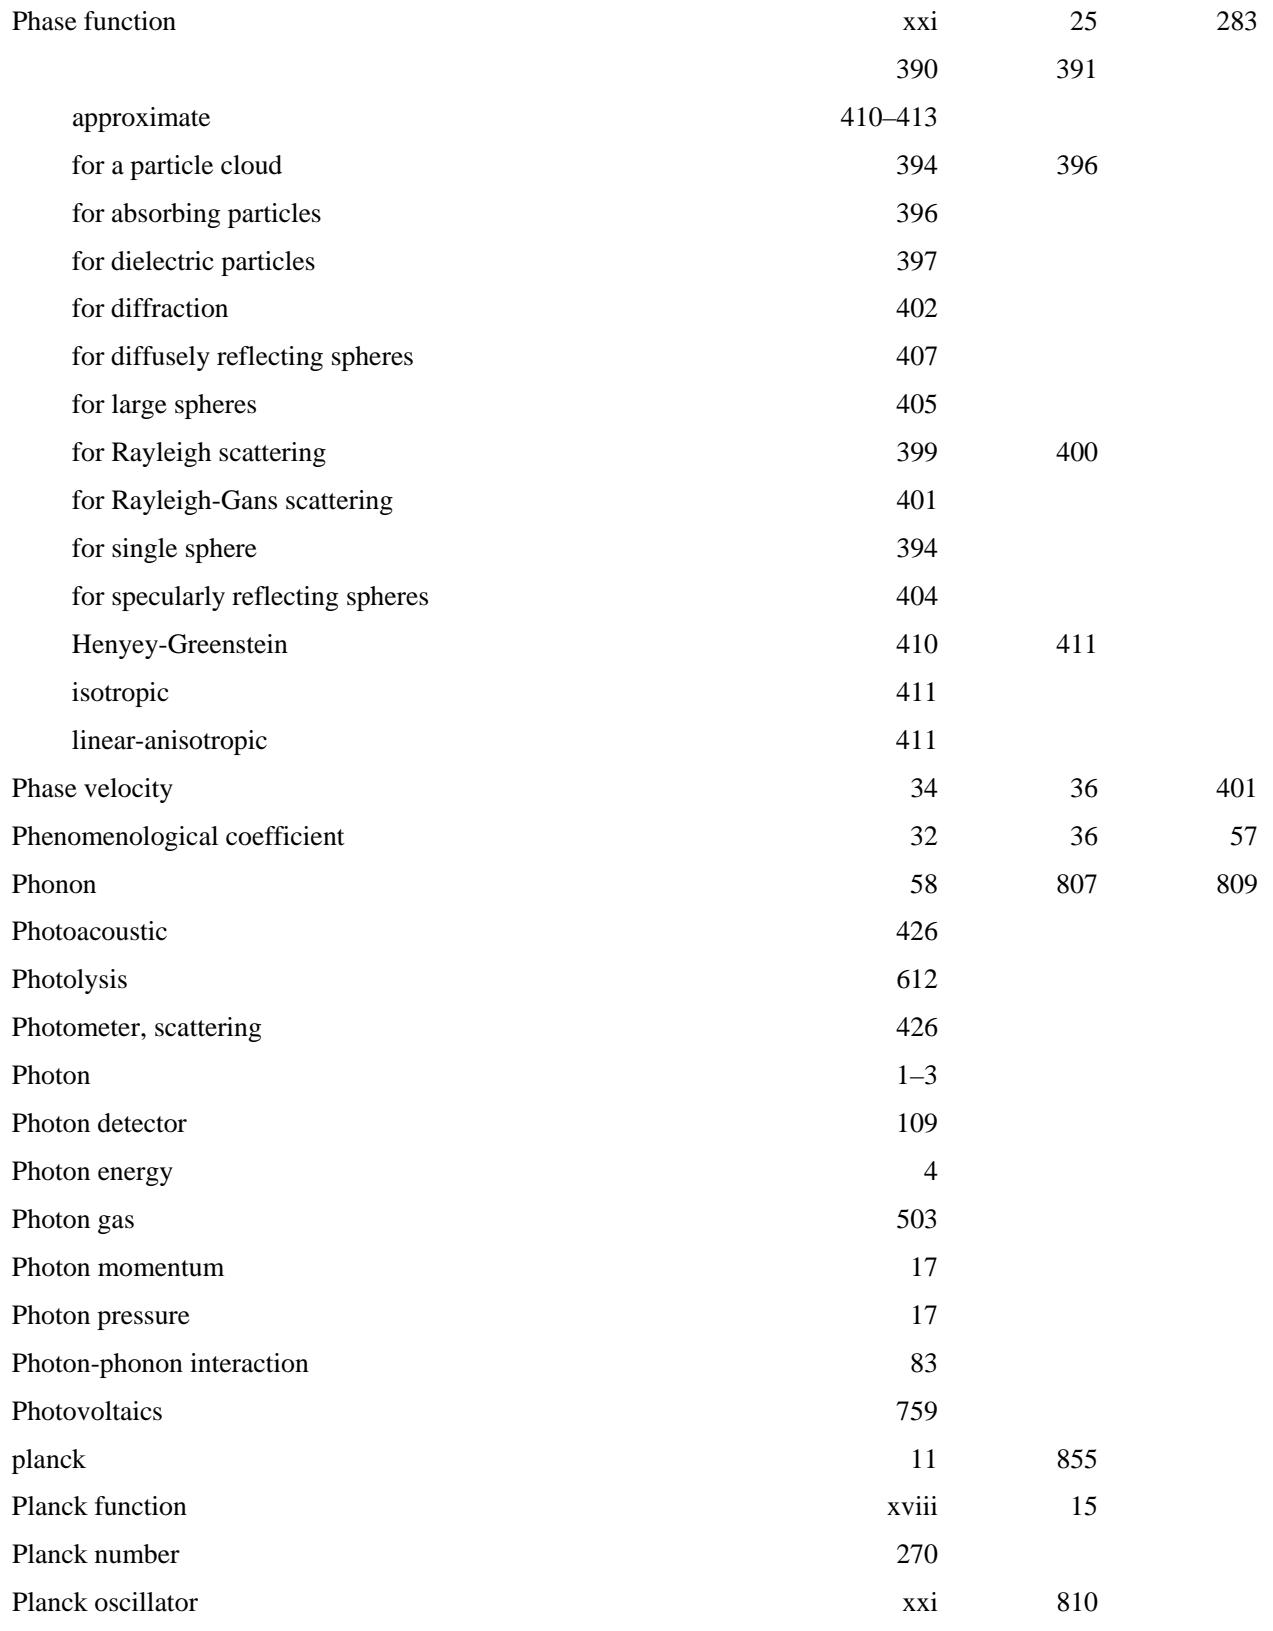 Phase function xxi 25 283
390 391
approximate 410–413
for a particle cloud 394 396
for absorbing particles 396
for dielectric particles 397
for diffraction 402
for diffusely reflecting spheres 407
for large spheres 405
for Rayleigh scattering 399 400
for Rayleigh-Gans scattering 401
for single sphere 394
for specularly reflecting spheres 404
Henyey-Greenstein 410 411
isotropic 411
linear-anisotropic 411
Phase velocity 34 36 401
Phenomenological coefficient 32 36 57
Phonon 58 807 809
Photoacoustic 426
Photolysis 612
Photometer, scattering 426
Photon 1–3
Photon detector 109
Photon energy 4
Photon gas 503
Photon momentum 17
Photon pressure 17
Photon-phonon interaction 83
Photovoltaics 759
planck 11 855
Planck function xviii 15
Planck number 270
Planck oscillator xxi 810